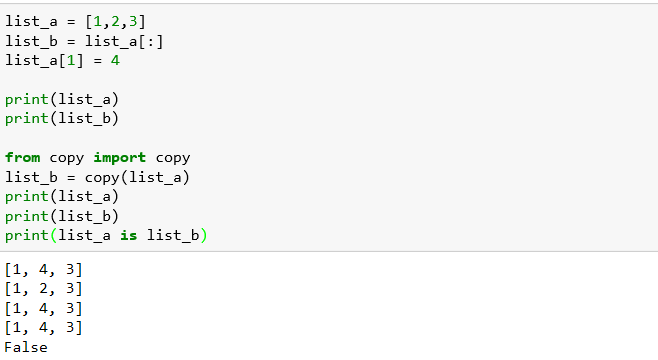 list_a = [1,2,3]
list_b = list_a[:]
list_a[1] = 4
print(list_a)
print(list_b)
from copy import copy
list_b = copy(list_a)
print(list_a)
print(list_b)
print(list_a is list_b)
[1, 4, 3]
[1, 2, 3]
[1, 4, 3]
[1, 4, 3]
False